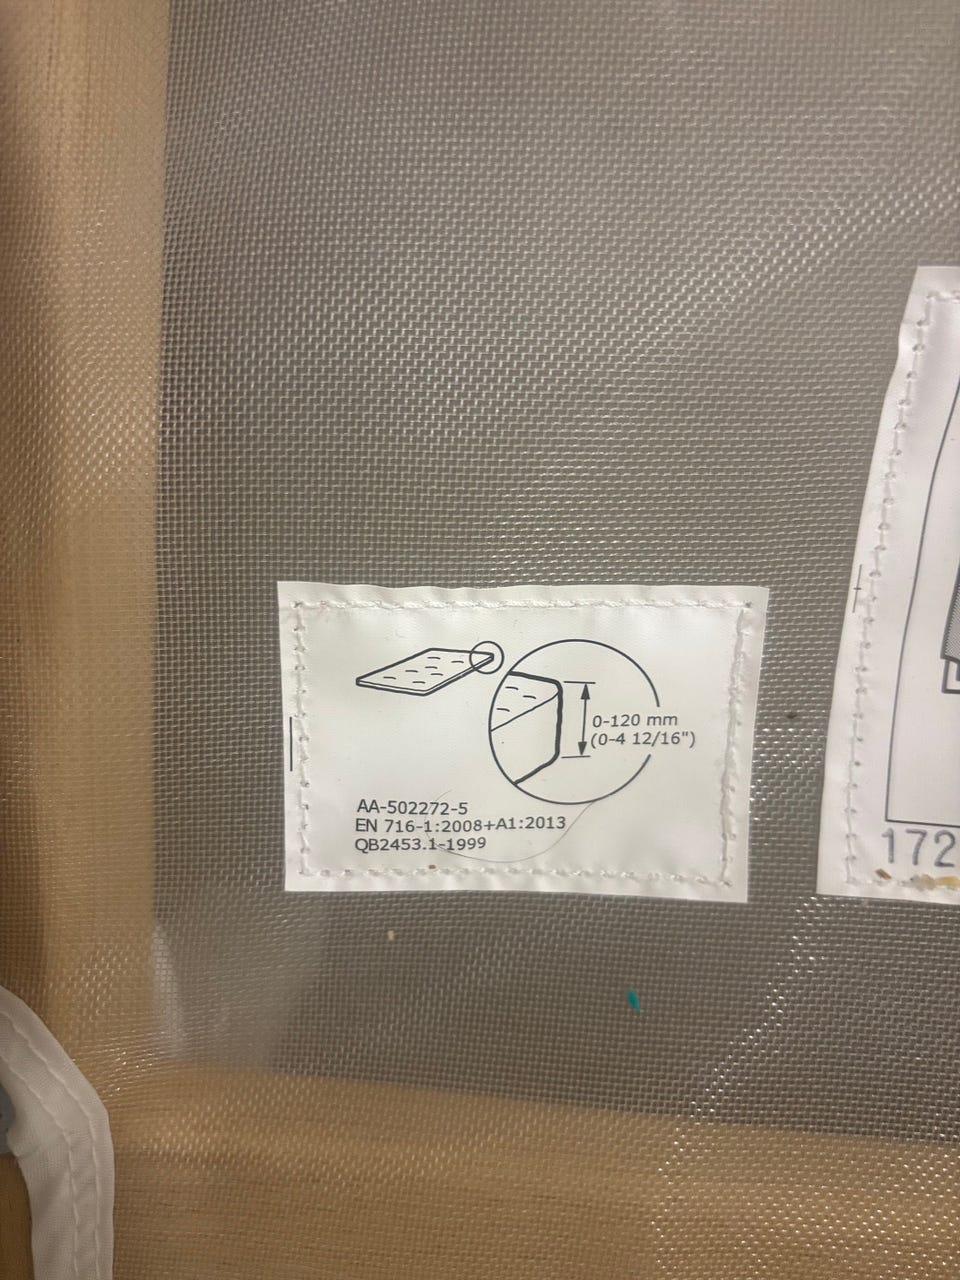 0-120 mm
(0-4 12/16")
AA-502272-5
EN 716-1:2008+A1:2013
QB2453.1-1999
172